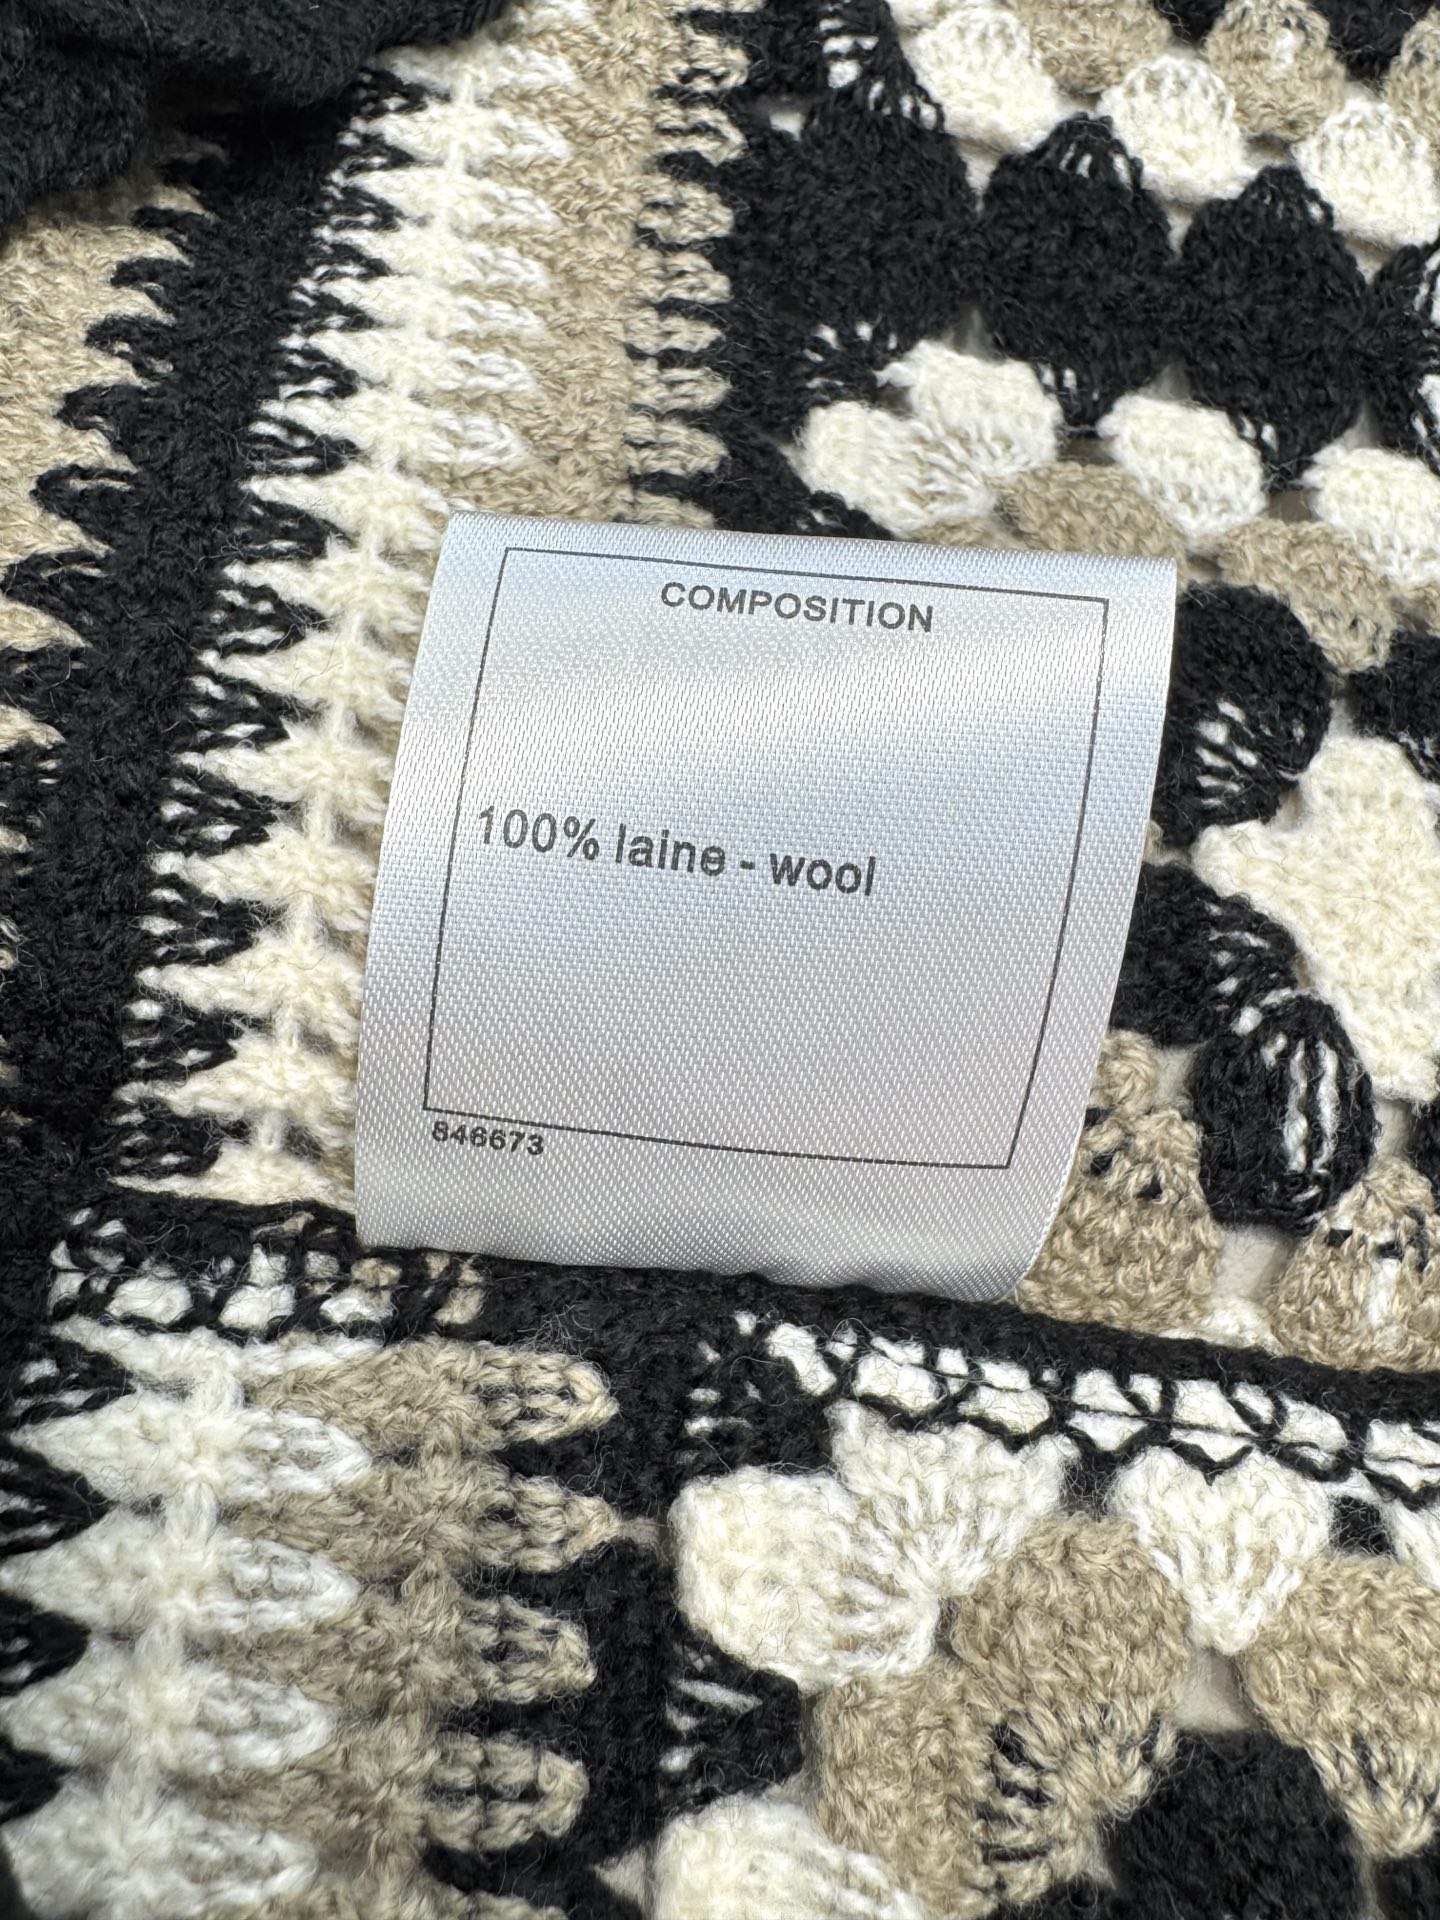 COMPOSITION
100% laine - wool
846673